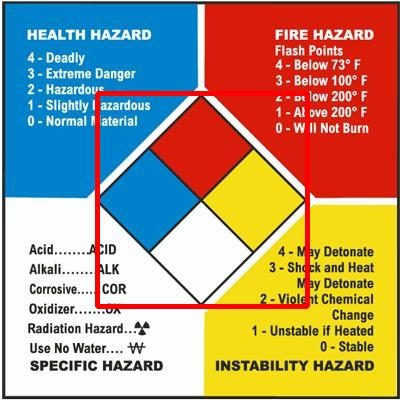 HEALTH HAZARD
4 - Deadly
3 - Extreme Danger
2 - Hazardous
1 - Slightly Hazardous
0 - Normal Material
FIRE HAZARD
Flash Points
4 - Below 73° F
3 - Below 100° F
2 - Below 200° F
1 - Above 200° F
0 - Will Not Burn
Acid........ACID
Alkali.......ALK
Corrosive..... COR
Oxidizer.......OX
Radiation Hazard...☢
Use No Water.... W
SPECIFIC HAZARD
4 - May Detonate
3 - Shock and Heat
May Detonate
2 - Violent Chemical
Change
1 - Unstable if Heated
0 - Stable
INSTABILITY HAZARD